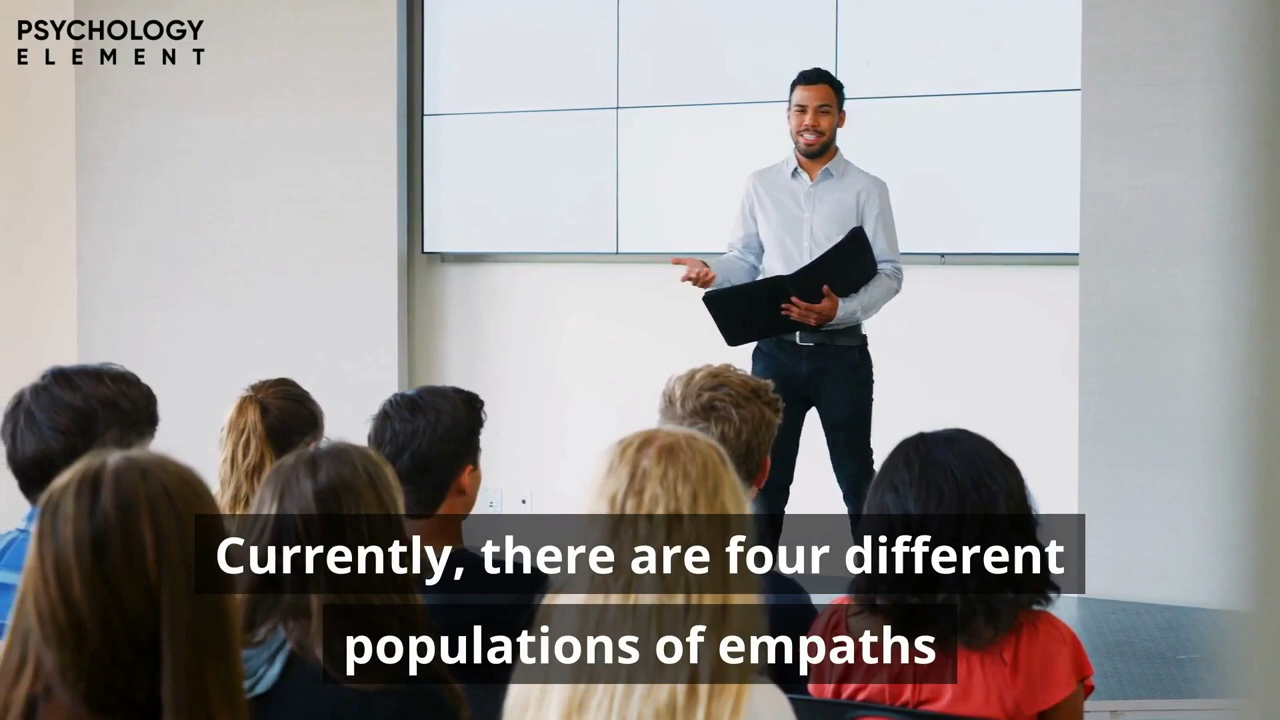 PSYCHOLOGY
ELEMENT
Currently, there are four different
populations of empaths